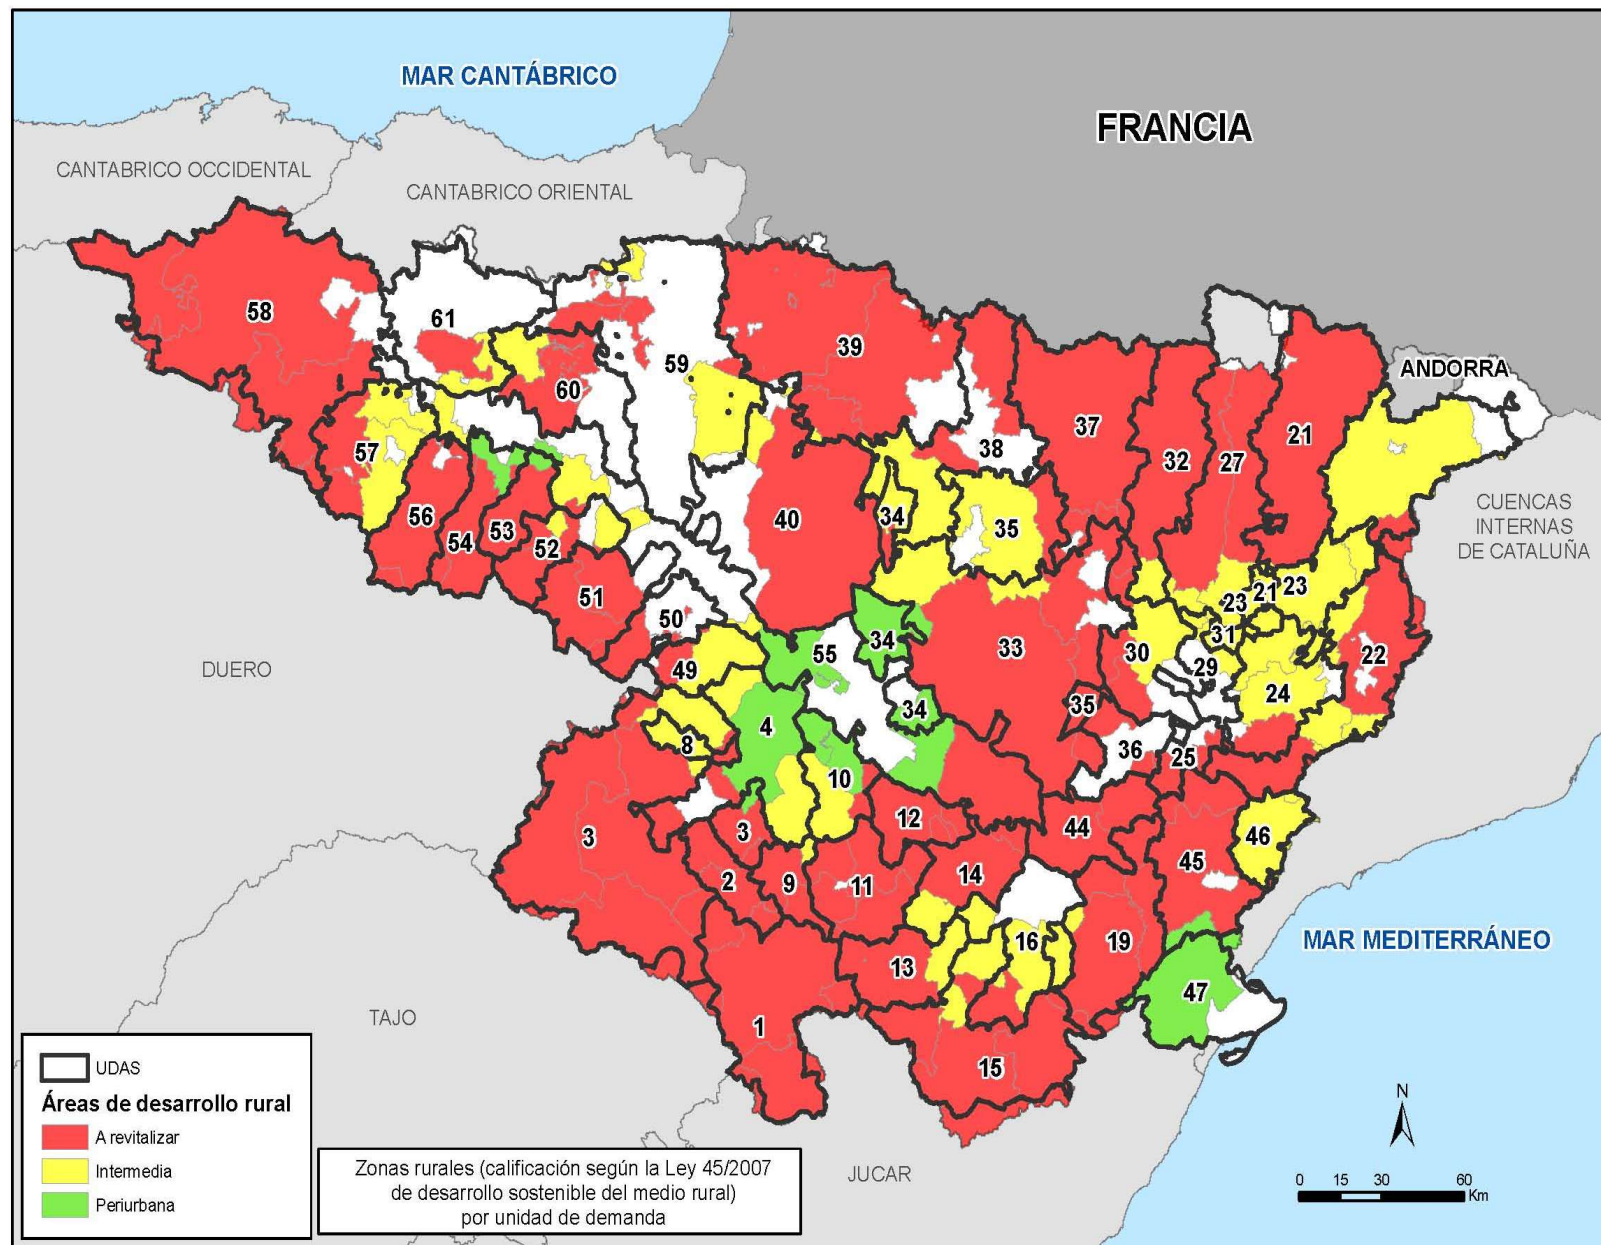 MAR CANTÁBRICO
FRANCIA
CANTABRICO OCCIDENTAL
CANTABRICO ORIENTAL
58
61
39
59
ANDORRA
60
37
21
38
32
27
57
40
34
35
CUENCAS
INTERNAS
DE CATALUÑA
56
54
53
52
51
23
21
23
50
31
34
55
33
30
29
22
DUERO
49
24
35
34
4
8
36
25
10
12
3
3
44
46
45
14
2
9
11
16
19
MAR MEDITERRÁNEO
13
47
TAJO
1
15
JUCAR
UDAS
Áreas de desarrollo rural
A revitalizar
Intermedia
Periurbana
Zonas rurales (calificación según la Ley 45/2007
de desarrollo sostenible del medio rural)
por unidad de demanda
N
0 15 30 60
Km